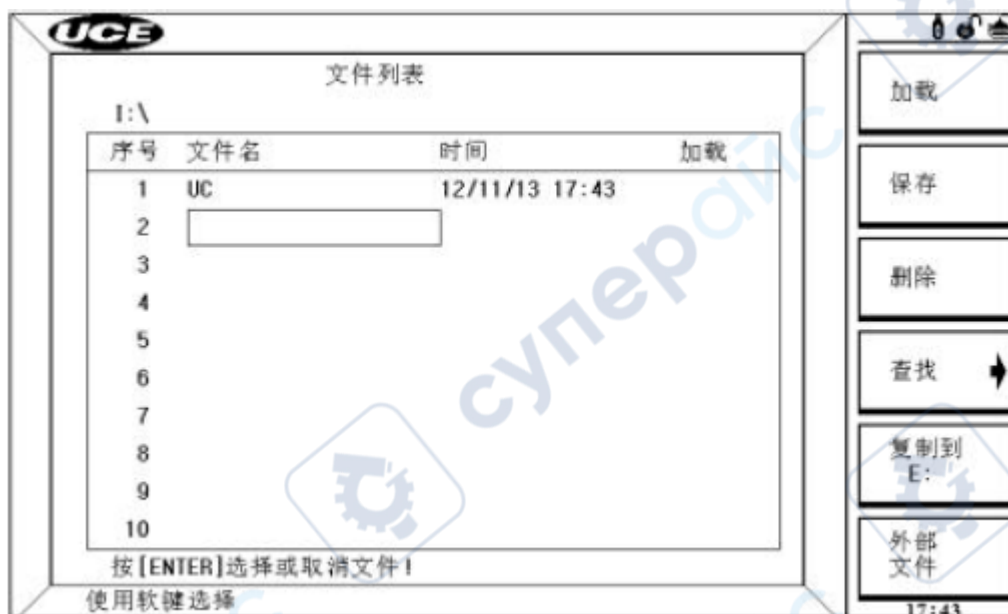 UCE
文件列表
I:\
序号 文件名 时间 加载
1 UC 12/11/13 17:43
2
3
4
5
6
7
8
9
10
按[ENTER]选择或取消文件!
使用软键选择
加载
保存
删除
查找
复制到
E:
外部
文件
17:43
суперайс